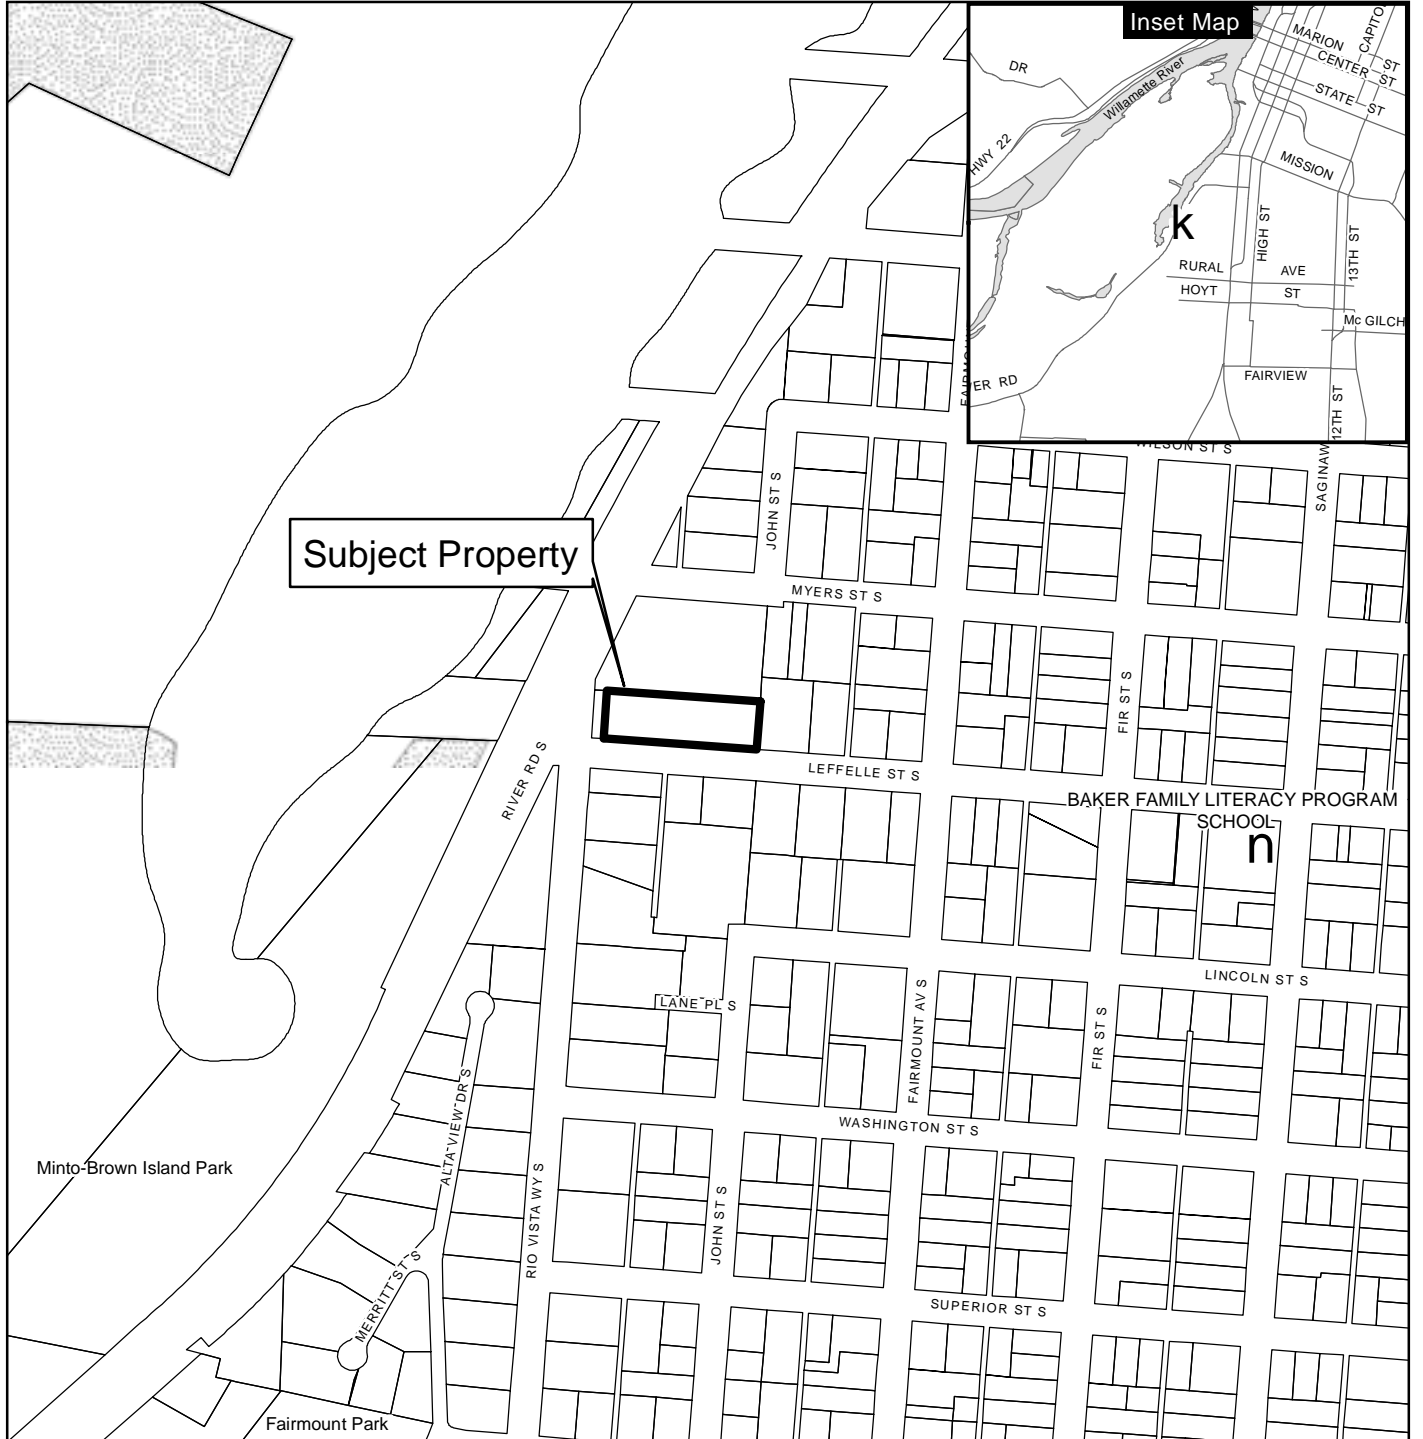 Inset Map
MARION ST
CAPITO
CENTER ST
STATE ST
DR
Willamette River
HWY 22
MISSION
k
HIGH ST
13TH ST
RURAL AVE
HOYT ST
Mc GILCH
FAIRVIEW
ER RD
12TH ST
WILSON ST S
SAGINAW
JOHN ST S
Subject Property
MYERS ST S
FIR ST S
RIVER RD S
LEFFELLE ST S
BAKER FAMILY LITERACY PROGRAM
SCHOOL
n
LINCOLN ST S
LANE PL S
FAIRMOUNT AV S
FIR ST S
ALTA VIEW DR S
WASHINGTON ST S
Minto-Brown Island Park
RIO VISTA WY S
JOHN ST S
MERRITT ST S
SUPERIOR ST S
Fairmount Park